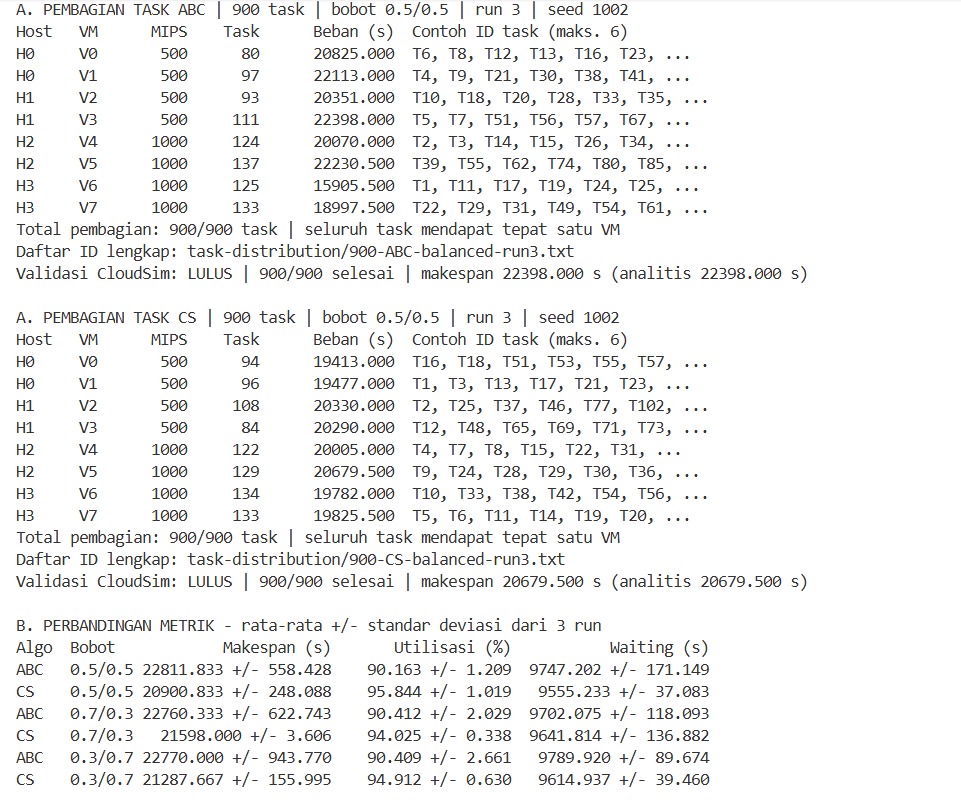 A. PEMBAGIAN TASK ABC | 900 task | bobot 0.5/0.5 | run 3 | seed 1002
Host VM MIPS Task Beban (s) Contoh ID task (maks. 6)
H0 V0 500 80 20825.000 T6, T8, T12, T13, T16, T23, ...
H0 V1 500 97 22113.000 T4, T9, T21, T30, T38, T41, ...
H1 V2 500 93 20351.000 T10, T18, T20, T28, T33, T35, ...
H1 V3 500 111 22398.000 T5, T7, T51, T56, T57, T67, ...
H2 V4 1000 124 20070.000 T2, T3, T14, T15, T26, T34, ...
H2 V5 1000 137 22230.500 T39, T55, T62, T74, T80, T85, ...
H3 V6 1000 125 15905.500 T1, T11, T17, T19, T24, T25, ...
H3 V7 1000 133 18997.500 T22, T29, T31, T49, T54, T61, ...
Total pembagian: 900/900 task | seluruh task mendapat tepat satu VM
Daftar ID lengkap: task-distribution/900-ABC-balanced-run3.txt
Validasi CloudSim: LULUS | 900/900 selesai | makespan 22398.000 s (analitis 22398.000 s)
A. PEMBAGIAN TASK CS | 900 task | bobot 0.5/0.5 | run 3 | seed 1002
Host VM MIPS Task Beban (s) Contoh ID task (maks. 6)
H0 V0 500 94 19413.000 T16, T18, T51, T53, T55, T57, ...
H0 V1 500 96 19477.000 T1, T3, T13, T17, T21, T23, ...
H1 V2 500 108 20330.000 T2, T25, T37, T46, T77, T102, ...
H1 V3 500 84 20290.000 T12, T48, T65, T69, T71, T73, ...
H2 V4 1000 122 20005.000 T4, T7, T8, T15, T22, T31, ...
H2 V5 1000 129 20679.500 T9, T24, T28, T29, T30, T36, ...
H3 V6 1000 134 19782.000 T10, T33, T38, T42, T54, T56, ...
H3 V7 1000 133 19825.500 T5, T6, T11, T14, T19, T20, ...
Total pembagian: 900/900 task | seluruh task mendapat tepat satu VM
Daftar ID lengkap: task-distribution/900-CS-balanced-run3.txt
Validasi CloudSim: LULUS | 900/900 selesai | makespan 20679.500 s (analitis 20679.500 s)
B. PERBANDINGAN METRIK - rata-rata +/- standar deviasi dari 3 run
Algo Bobot Makespan (s) Utilisasi (%) Waiting (s)
ABC 0.5/0.5 22811.833 +/- 558.428 90.163 +/- 1.209 9747.202 +/- 171.149
CS 0.5/0.5 20900.833 +/- 248.088 95.844 +/- 1.019 9555.233 +/- 37.083
ABC 0.7/0.3 22760.333 +/- 622.743 90.412 +/- 2.029 9702.075 +/- 118.093
CS 0.7/0.3 21598.000 +/- 3.606 94.025 +/- 0.338 9641.814 +/- 136.882
ABC 0.3/0.7 22770.000 +/- 943.770 90.409 +/- 2.661 9789.920 +/- 89.674
CS 0.3/0.7 21287.667 +/- 155.995 94.912 +/- 0.630 9614.937 +/- 39.460